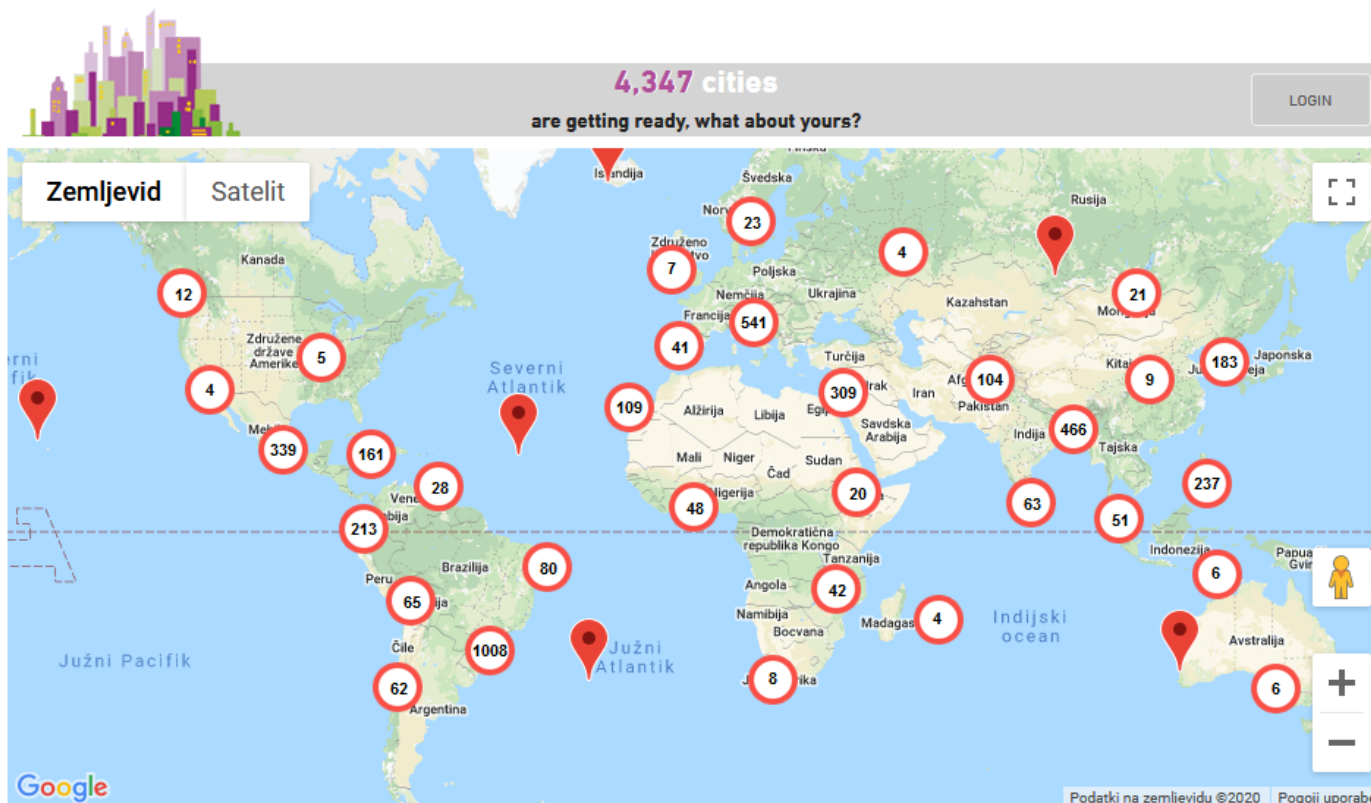 4,347 cities
are getting ready, what about yours?
LOGIN
Zemljevid
Satelit
Islandija
Švedska
Rusija
23
4
Kanada
Združeno
7
Poljska
12
Nemčija
Ukrajina
Kazahstan
21
Francija
541
Združene
države
Amerike
5
41
Turčija
Kitaj
183
Japonska
Severni
Atlantik
4
104
9
309
Irak
Iran
Pakistan
109
Alžirija
Libija
Savdska
Arabija
339
161
466
Indija
Tajska
Mali
Niger
Čad
Sudan
28
20
237
48
Nigerija
63
51
213
Demokratična
republika Kongo
Indonezija
Tanzanija
80
Brazilija
6
Peru
Angola
42
65
Namibija
Madagas
4
Indijski
ocean
Bocvana
Avstralija
Čile
1008
Južni
Atlantik
Južni Pacifik
8
62
6
Argentina
Google
Podatki na zemljevidu ©2020
Pogoji uporabe